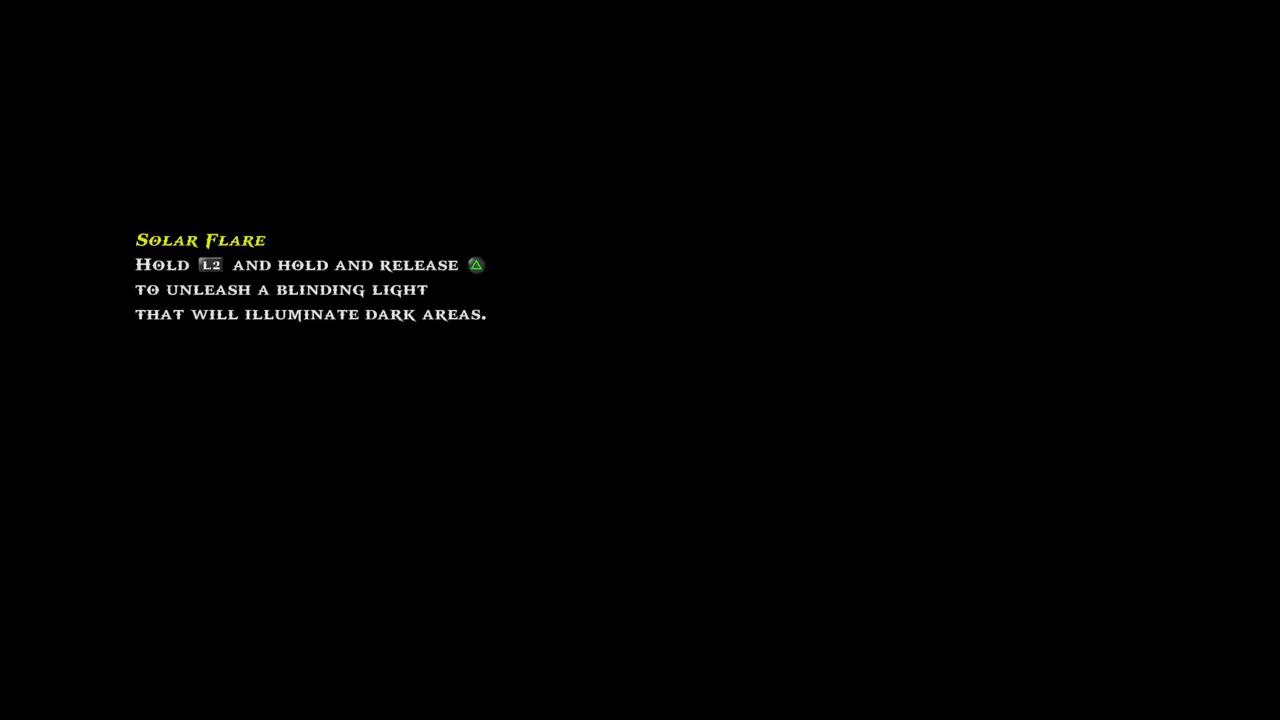 Solar Flare
Hold L2 and hold and release △
to unleash a blinding light
that will illuminate dark areas.